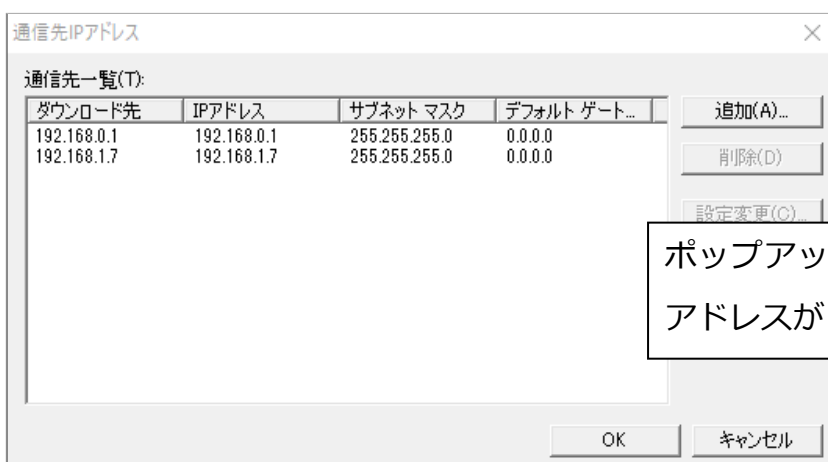 通信先IPアドレス
通信先一覧(T):
ダウンロード先 IPアドレス サブネット マスク デフォルト ゲート...
192.168.0.1 192.168.0.1 255.255.255.0 0.0.0.0
192.168.1.7 192.168.1.7 255.255.255.0 0.0.0.0
追加(A)...
削除(D)
設定変更(C)...
ポップアッ
アドレスが
OK キャンセル